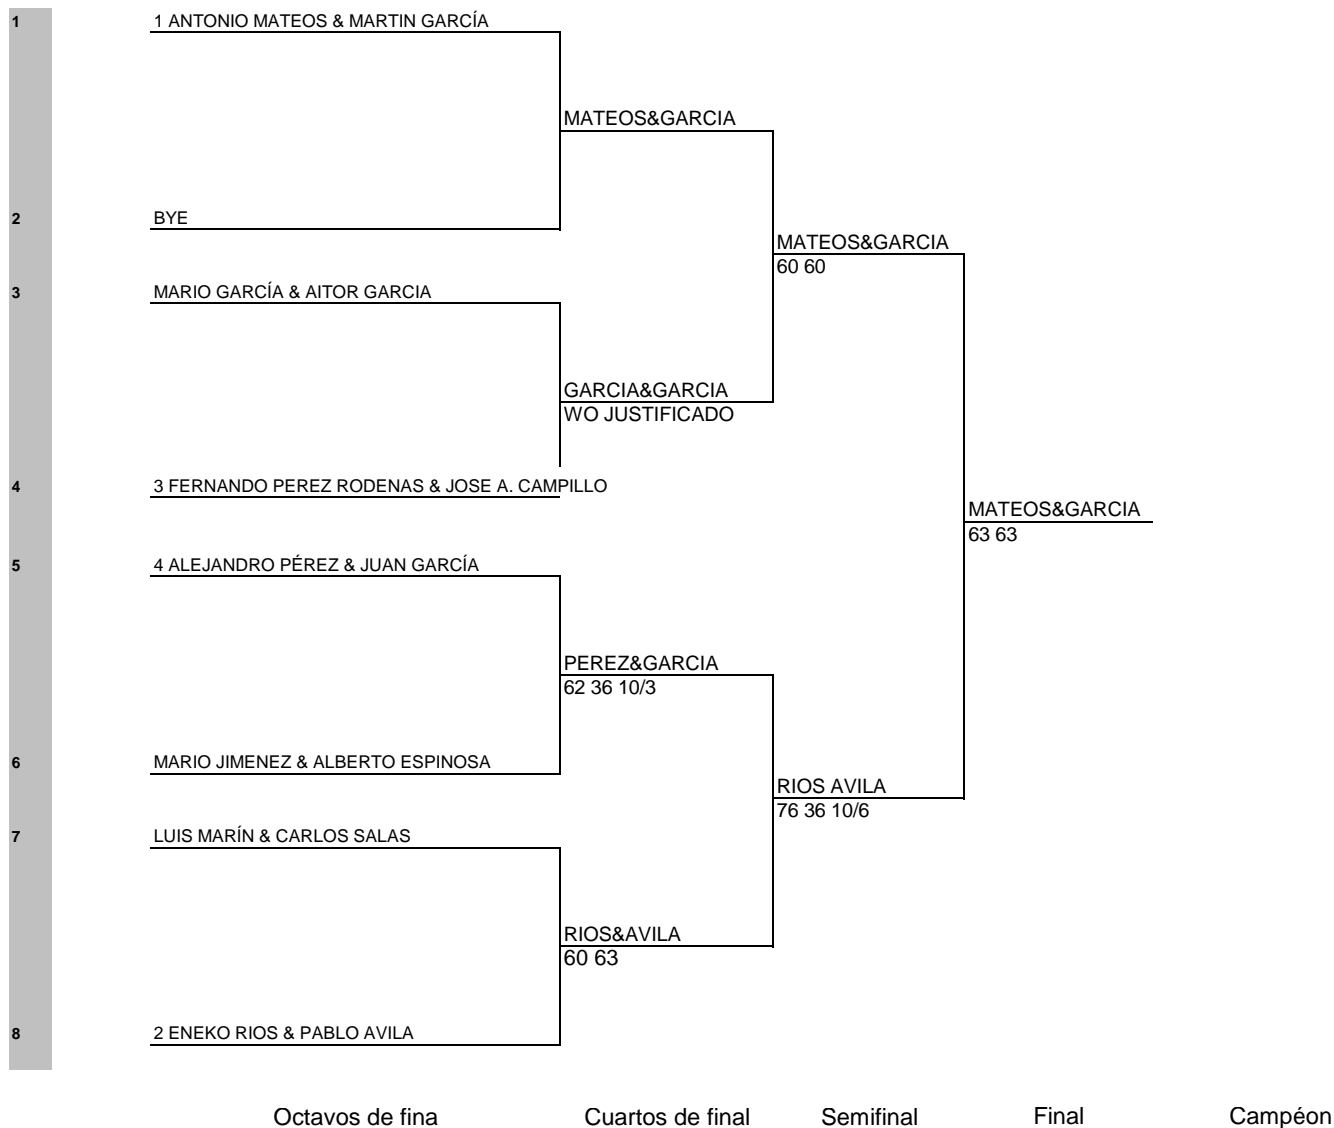 1 1 ANTONIO MATEOS & MARTIN GARCÍA
MATEOS&GARCIA
2 BYE
MATEOS&GARCIA
60 60
3 MARIO GARCÍA & AITOR GARCIA
GARCIA&GARCIA
WO JUSTIFICADO
4 3 FERNANDO PEREZ RODENAS & JOSE A. CAMPILLO
MATEOS&GARCIA
63 63
5 4 ALEJANDRO PÉREZ & JUAN GARCÍA
PEREZ&GARCIA
62 36 10/3
6 MARIO JIMENEZ & ALBERTO ESPINOSA
RIOS AVILA
76 36 10/6
7 LUIS MARÍN & CARLOS SALAS
RIOS&AVILA
60 63
8 2 ENEKO RIOS & PABLO AVILA
Octavos de fina Cuartos de final Semifinal Final Campéon